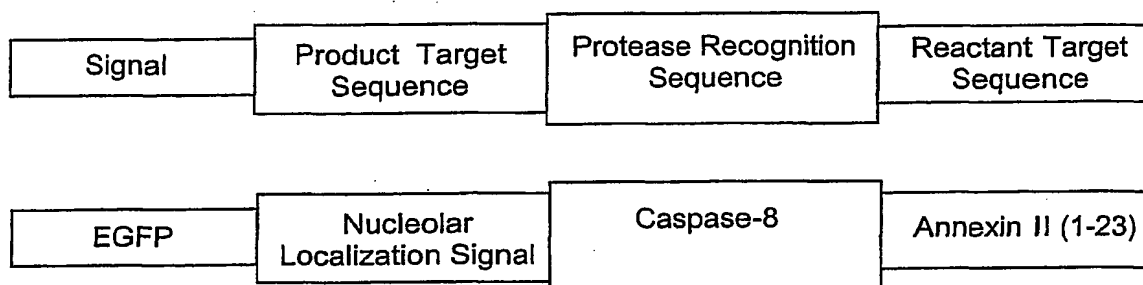 Signal
Product Target
Sequence
Protease Recognition
Sequence
Reactant Target
Sequence
EGFP
Nucleolar
Localization Signal
Caspase-8
Annexin II (1-23)